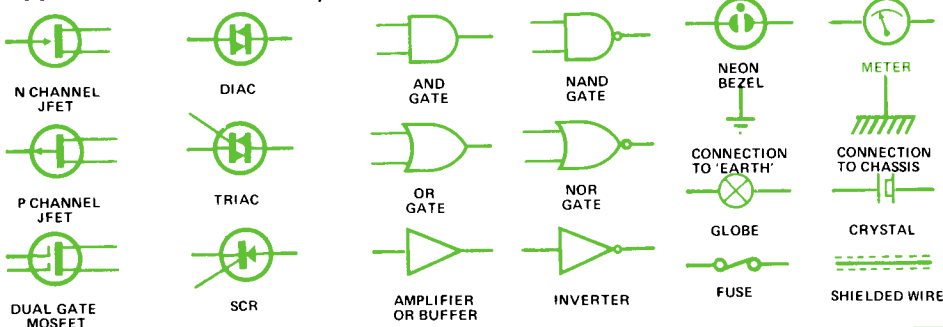 N CHANNEL
JFET
DIAC
AND
GATE
NAND
GATE
NEON
BEZEL
METER
P CHANNEL
JFET
TRIAC
OR
GATE
NOR
GATE
CONNECTION
TO 'EARTH'
CONNECTION
TO CHASSIS
GLOBE
CRYSTAL
DUAL GATE
MOSFET
SCR
AMPLIFIER
OR BUFFER
INVERTER
FUSE
SHIELDED WIRE